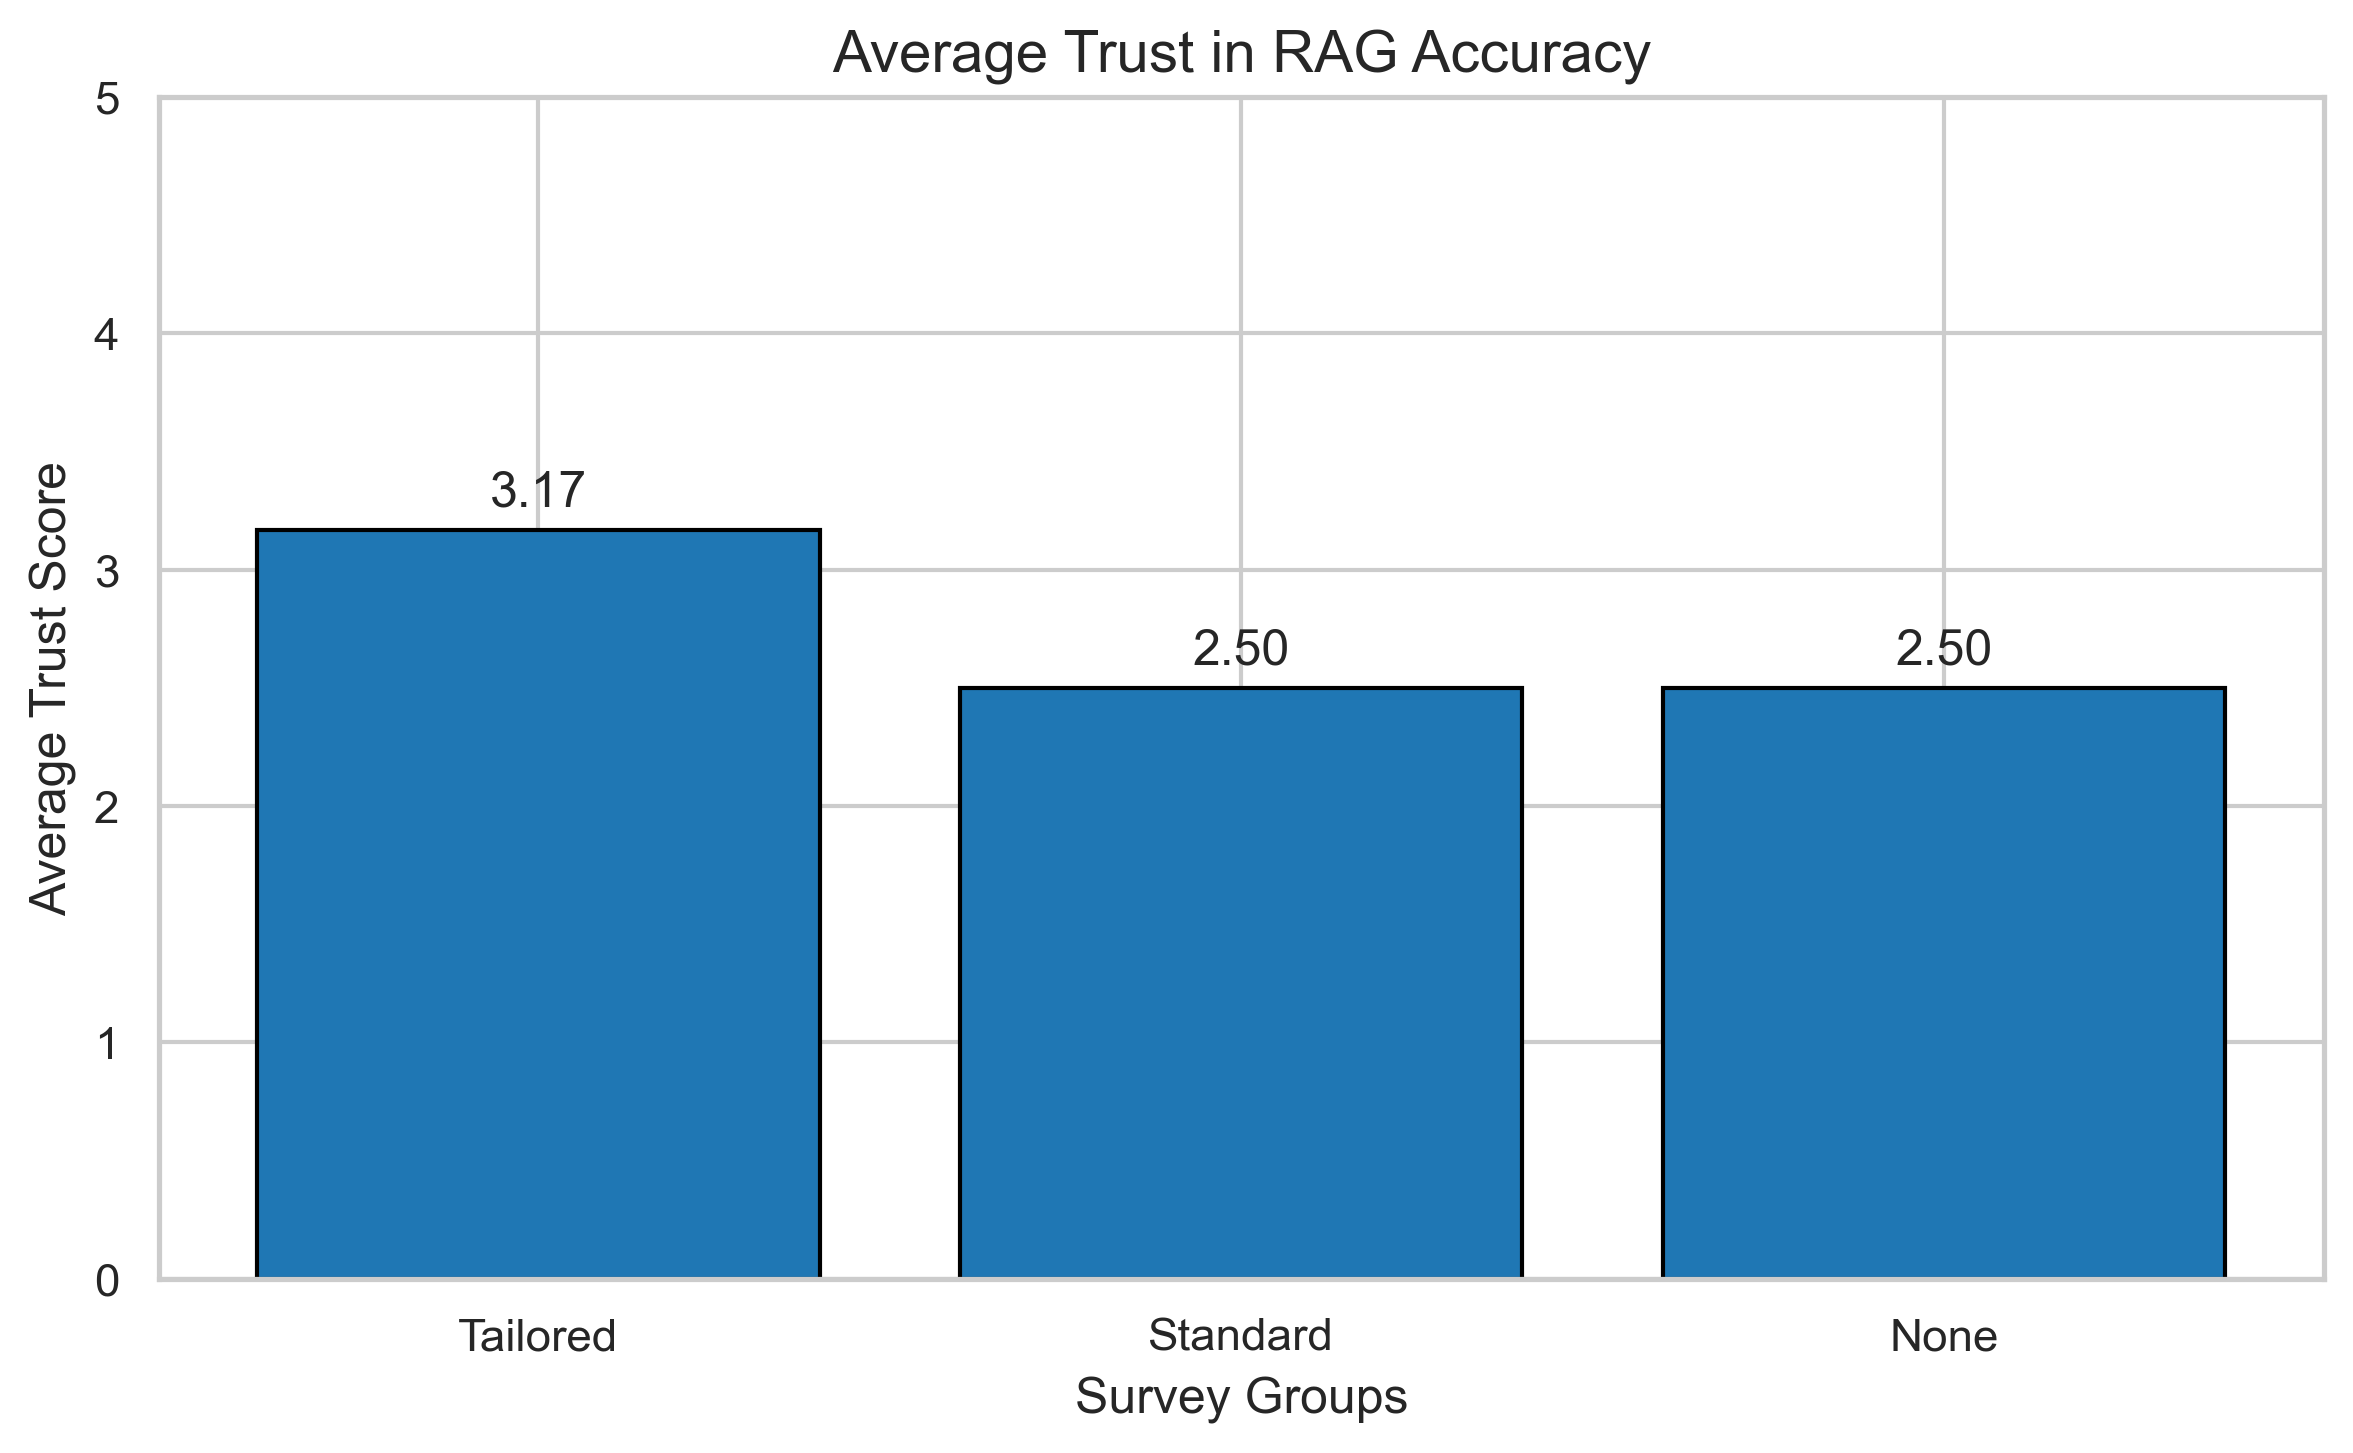 Average Trust in RAG Accuracy
5
4
3
2
1
0
Average Trust Score
3.17
2.50
2.50
Tailored
Standard
None
Survey Groups